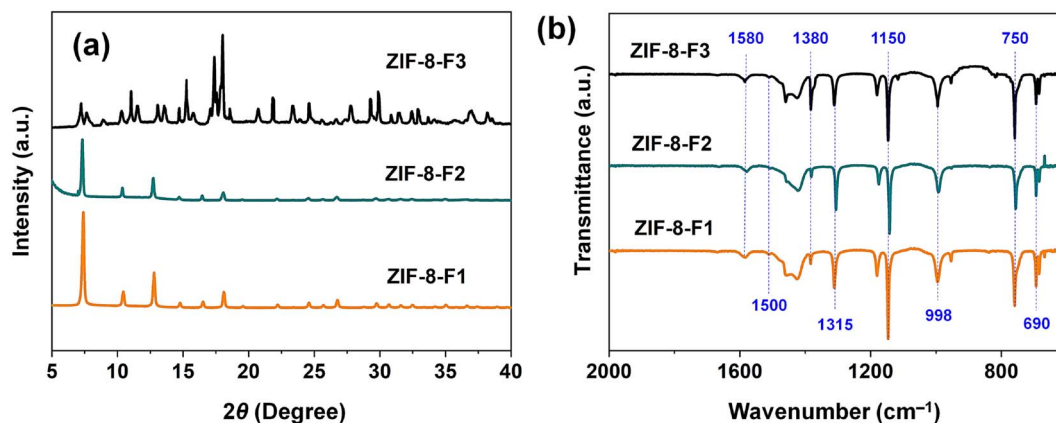 (a)
ZIF-8-F3
ZIF-8-F2
ZIF-8-F1
Intensity (a.u.)
5 10 15 20 25 30 35 40
2θ (Degree)
(b)
1580 1380 1150 750
ZIF-8-F3
ZIF-8-F2
ZIF-8-F1
1500 1315 998 690
Transmittance (a.u.)
2000 1600 1200 800
Wavenumber (cm⁻¹)